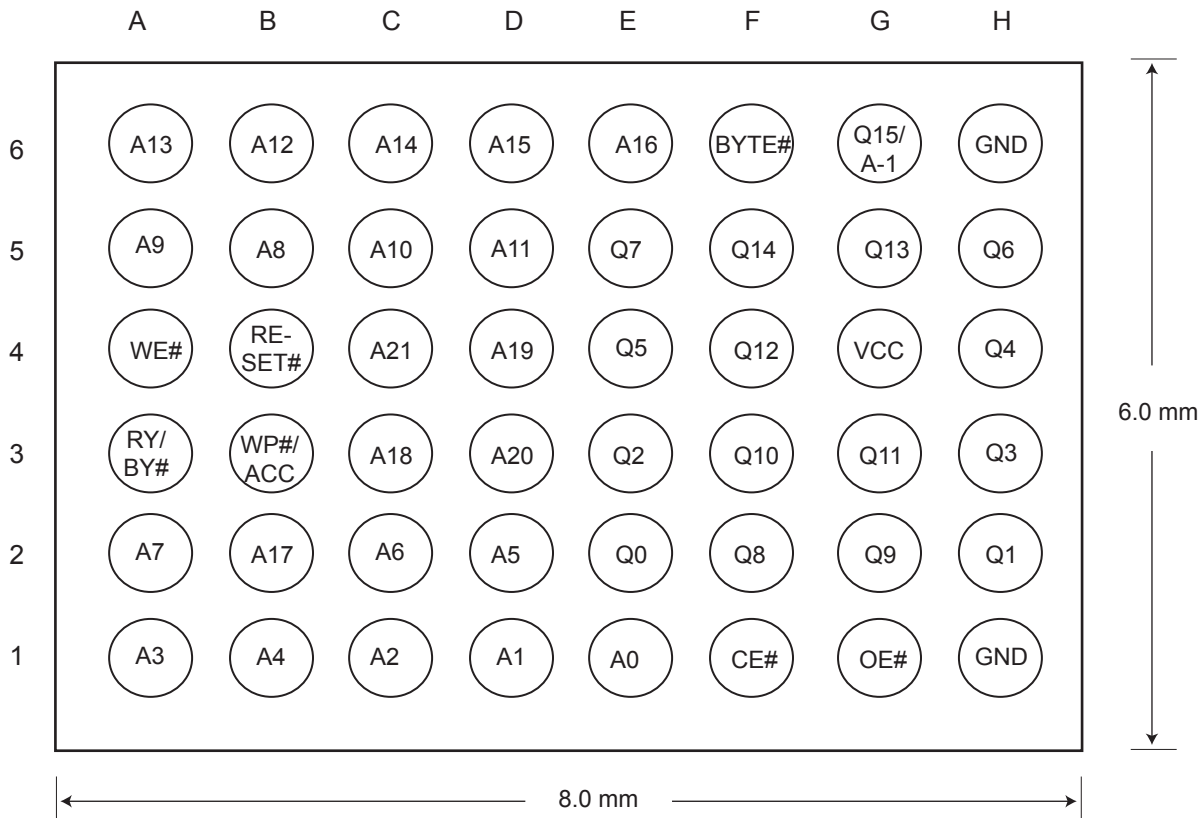 A B C D E F G H
6 A13 A12 A14 A15 A16 BYTE# Q15/ GND
A-1
5 A9 A8 A10 A11 Q7 Q14 Q13 Q6
4 WE# RE- A21 A19 Q5 Q12 VCC Q4
SET#
6.0 mm
3 RY/ WP#/ A18 A20 Q2 Q10 Q11 Q3
BY# ACC
2 A7 A17 A6 A5 Q0 Q8 Q9 Q1
1 A3 A4 A2 A1 A0 CE# OE# GND
8.0 mm